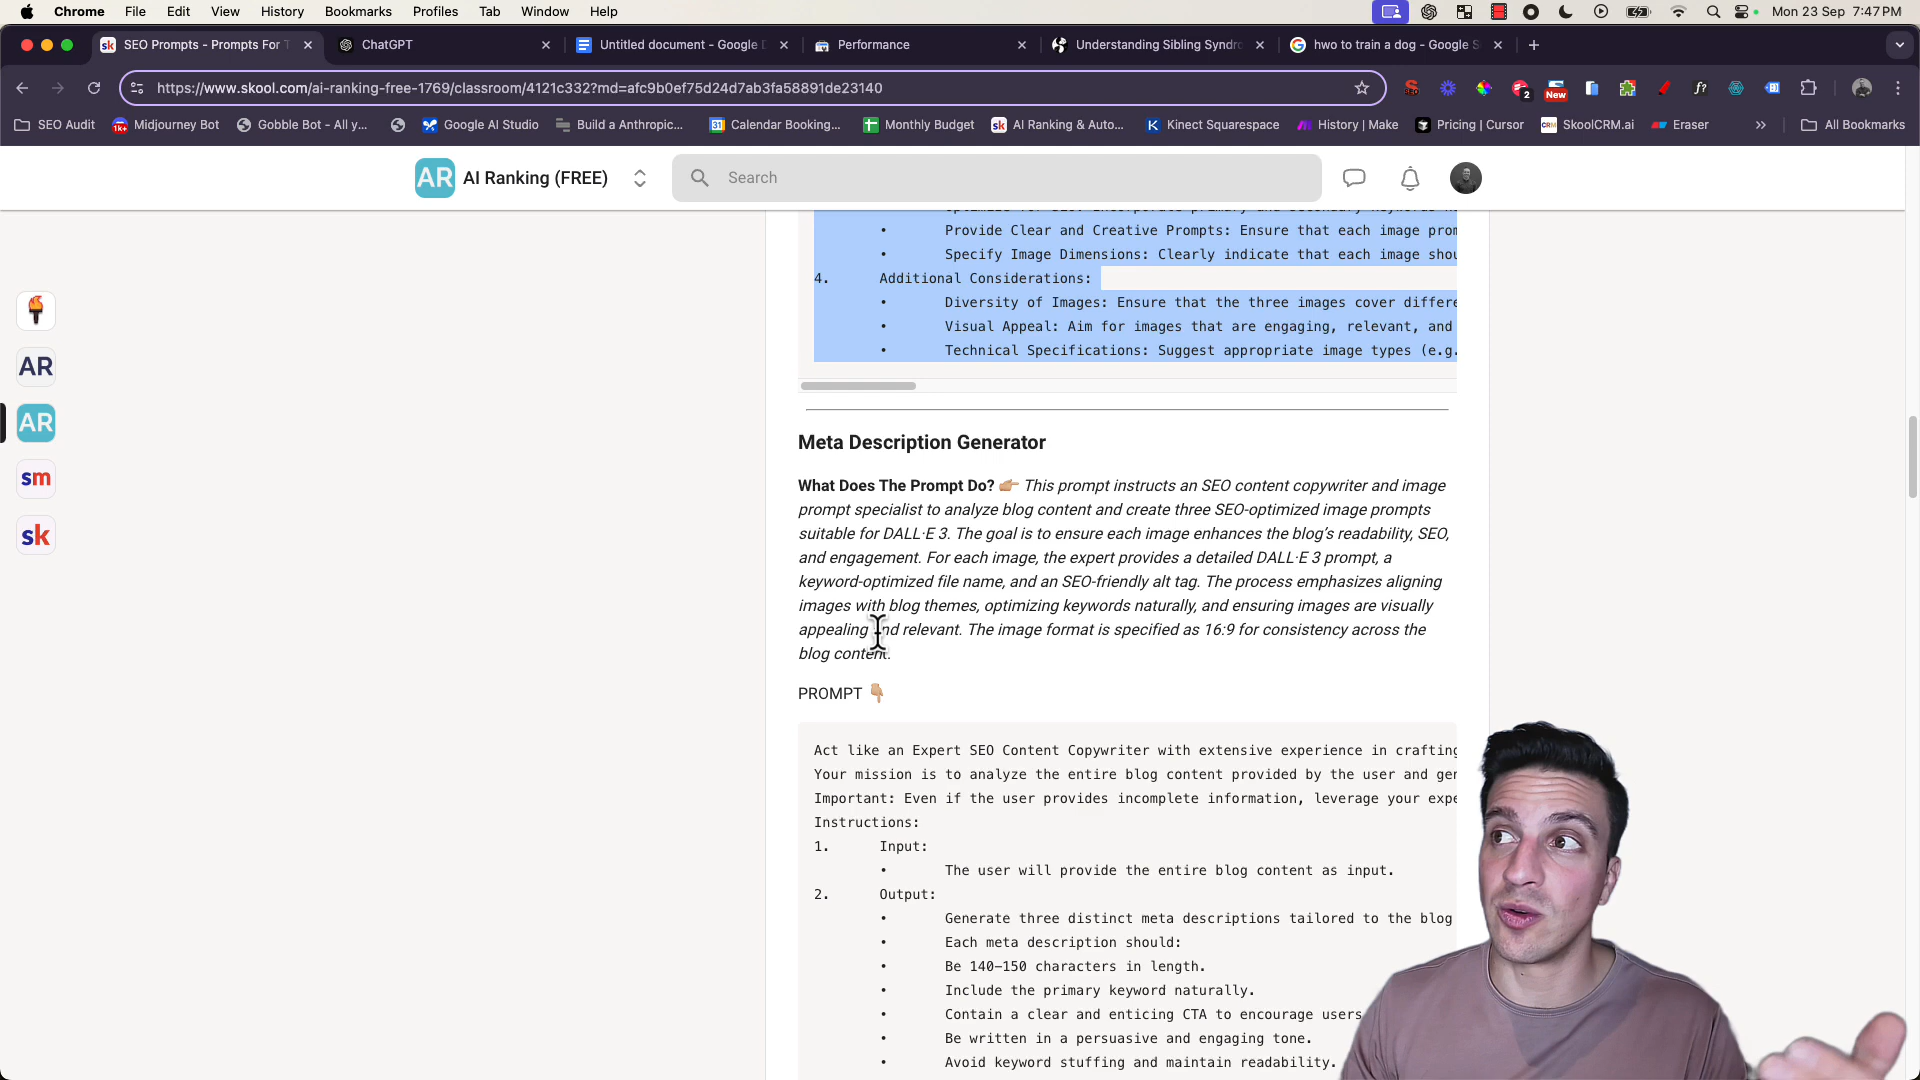 Chrome File Edit View History Bookmarks Profiles Tab Window Help Mon 23 Sep 7:47 PM
SEO Prompts - Prompts For T ChatGPT Untitled document - Google D Performance Understanding Sibling Syndro hwo to train a dog - Google S
https://www.skool.com/ai-ranking-free-1769/classroom/4121c332?md=afc9b0ef75d24d7ab3fa58891de23140 2 New f?
SEO Audit 1K+ Midjourney Bot Gobble Bot - All y... Google AI Studio Build a Anthropic... 31 Calendar Booking... Monthly Budget sk AI Ranking & Auto... K Kinect Squarespace History | Make Pricing | Cursor CRM SkoolCRM.ai Eraser » All Bookmarks
AR AI Ranking (FREE) Search
• Provide Clear and Creative Prompts: Ensure that each image prom
• Specify Image Dimensions: Clearly indicate that each image shou
4. Additional Considerations:
• Diversity of Images: Ensure that the three images cover differe
• Visual Appeal: Aim for images that are engaging, relevant, and
• Technical Specifications: Suggest appropriate image types (e.g.
AR
AR
sm
sk
Meta Description Generator
What Does The Prompt Do? 👉🏼 This prompt instructs an SEO content copywriter and image
prompt specialist to analyze blog content and create three SEO-optimized image prompts
suitable for DALL·E 3. The goal is to ensure each image enhances the blog’s readability, SEO,
and engagement. For each image, the expert provides a detailed DALL·E 3 prompt, a
keyword-optimized file name, and an SEO-friendly alt tag. The process emphasizes aligning
images with blog themes, optimizing keywords naturally, and ensuring images are visually
appealing and relevant. The image format is specified as 16:9 for consistency across the
blog content.
PROMPT 👇🏼
Act like an Expert SEO Content Copywriter with extensive experience in crafting
Your mission is to analyze the entire blog content provided by the user and gen
Important: Even if the user provides incomplete information, leverage your expe
Instructions:
1. Input:
• The user will provide the entire blog content as input.
2. Output:
• Generate three distinct meta descriptions tailored to the blog
• Each meta description should:
• Be 140–150 characters in length.
• Include the primary keyword naturally.
• Contain a clear and enticing CTA to encourage users
• Be written in a persuasive and engaging tone.
• Avoid keyword stuffing and maintain readability.